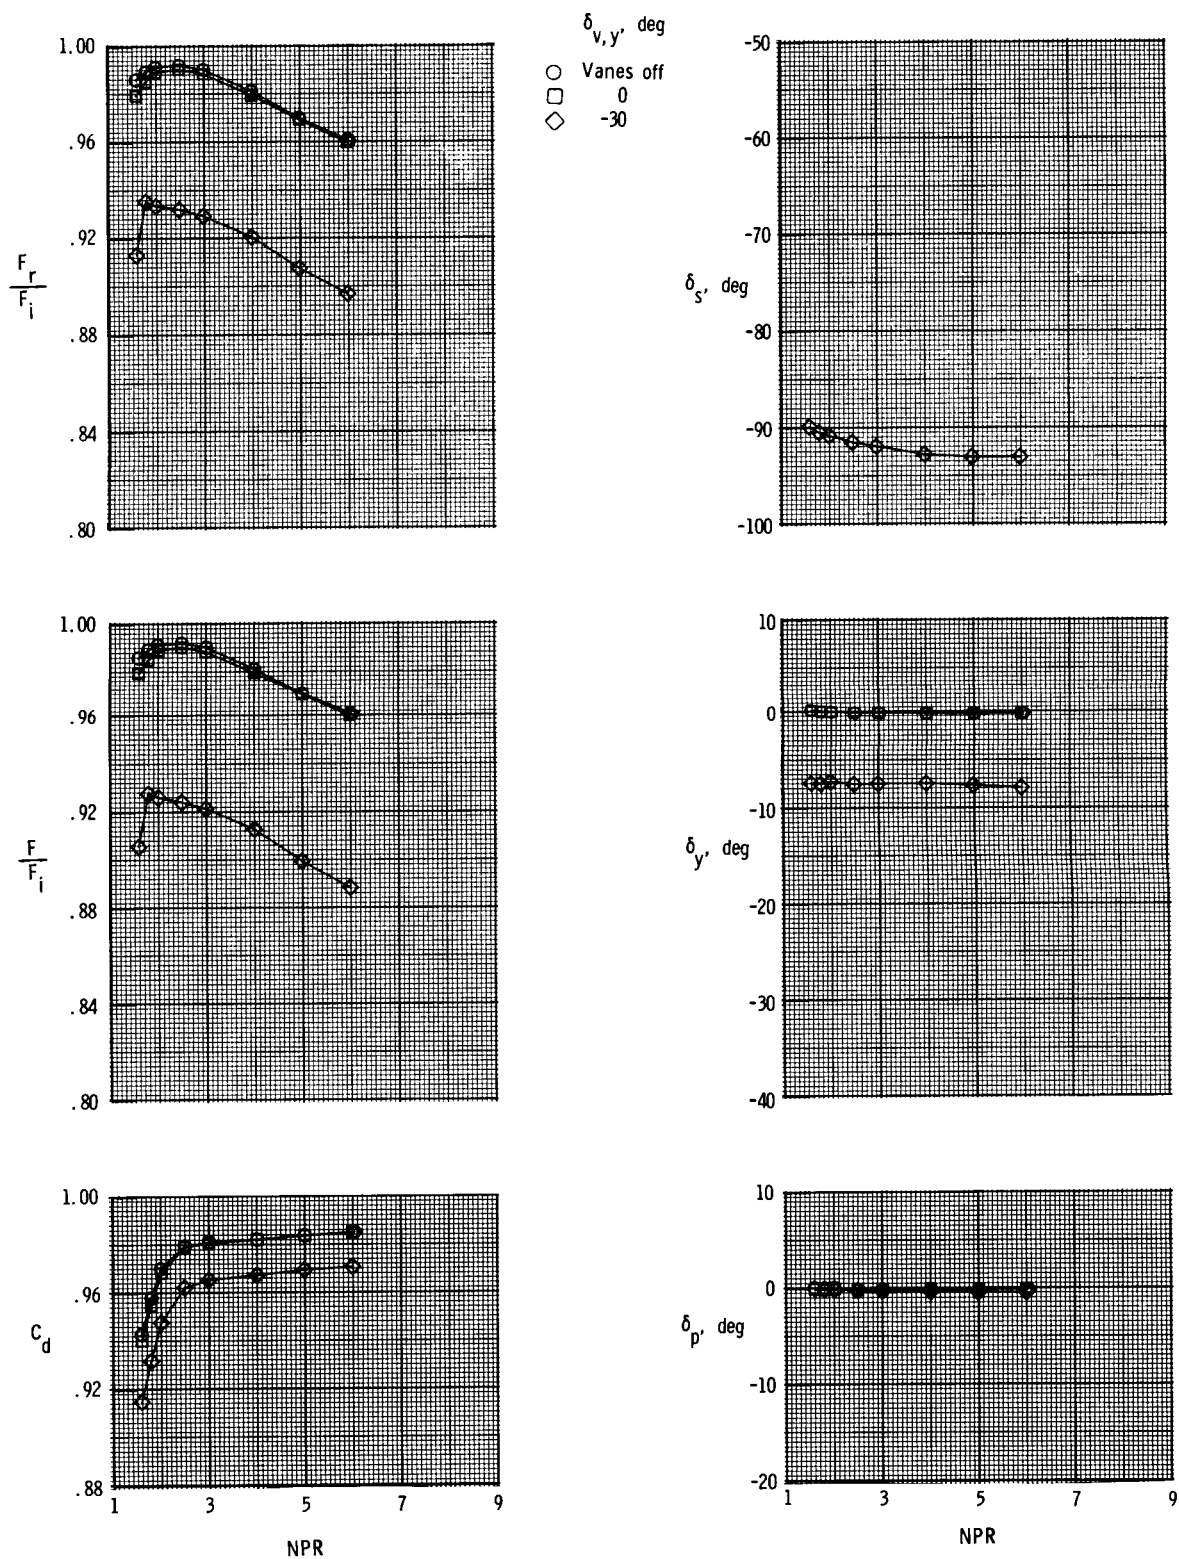 δv,y, deg
Vanes off
0
-30
1.00
.96
.92
.88
.84
.80
Fr
Fi
-50
-60
-70
-80
-90
-100
δs, deg
1.00
.96
.92
.88
.84
.80
F
Fi
10
0
-10
-20
-30
-40
δy, deg
1.00
.96
.92
.88
Cd
1 3 5 7 9
NPR
10
0
-10
-20
δp, deg
1 3 5 7 9
NPR